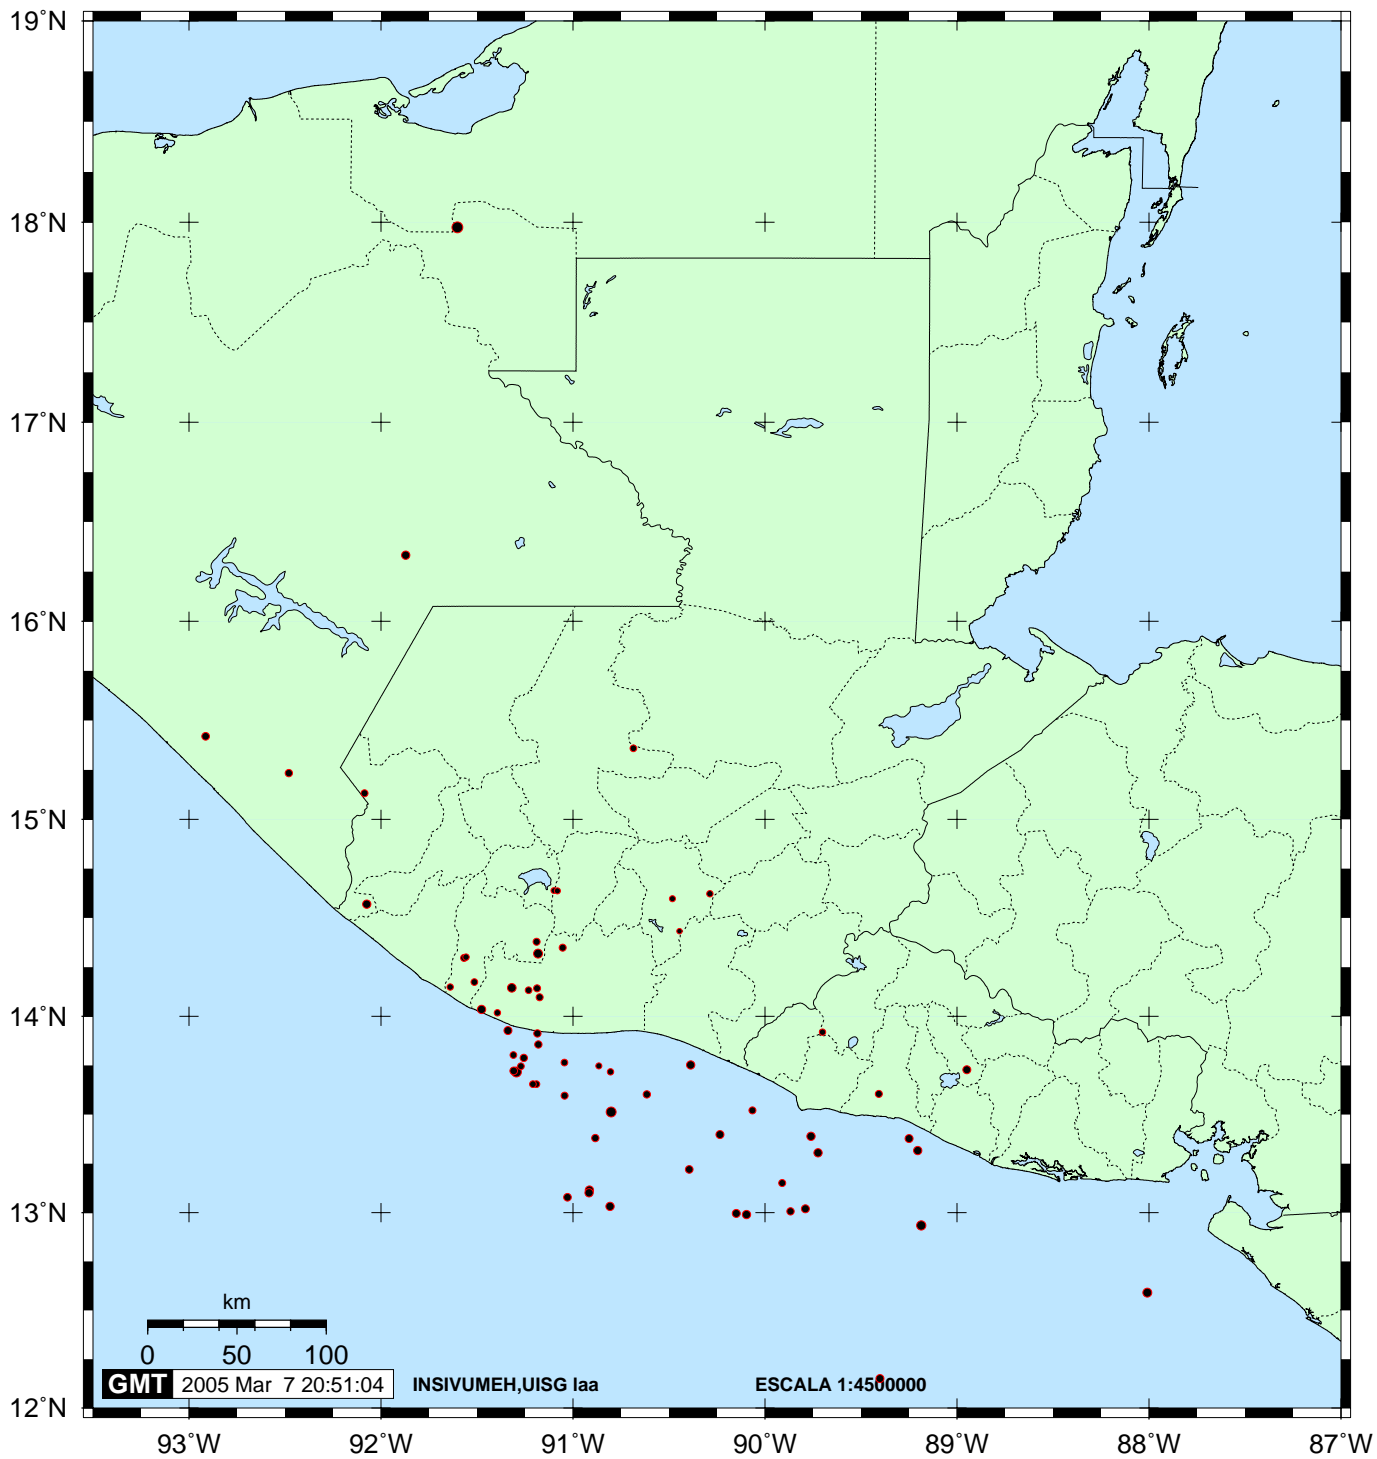 19˚N
18˚N
17˚N
16˚N
15˚N
14˚N
13˚N
12˚N
km
0 50 100
GMT 2005 Mar 7 20:51:04 INSIVUMEH,UISG laa ESCALA 1:4500000
93˚W 92˚W 91˚W 90˚W 89˚W 88˚W 87˚W